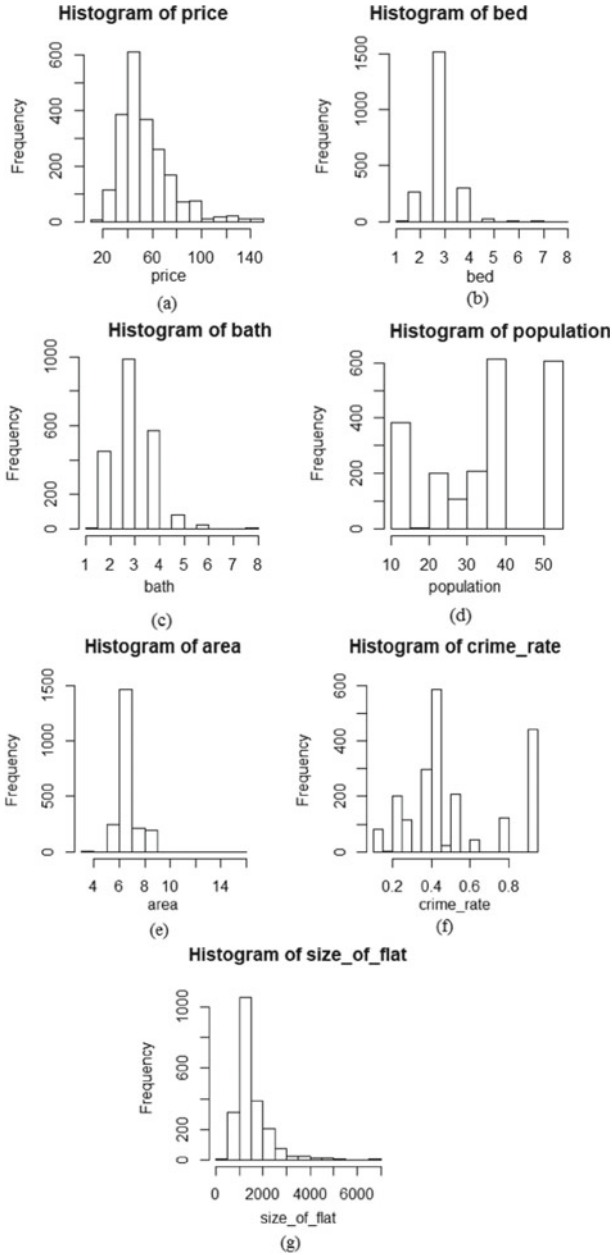 Histogram of price
Frequency
0 200 400 600
20 60 100 140
price
(a)
Histogram of bed
Frequency
0 500 1000 1500
1 2 3 4 5 6 7 8
bed
(b)
Histogram of bath
Frequency
0 200 600 1000
1 2 3 4 5 6 7 8
bath
(c)
Histogram of population
Frequency
0 200 400 600
10 20 30 40 50
population
(d)
Histogram of area
Frequency
0 500 1000 1500
4 6 8 10 14
area
(e)
Histogram of crime_rate
Frequency
0 200 400 600
0.2 0.4 0.6 0.8
crime_rate
(f)
Histogram of size_of_flat
Frequency
0 200 600 1000
0 2000 4000 6000
size_of_flat
(g)